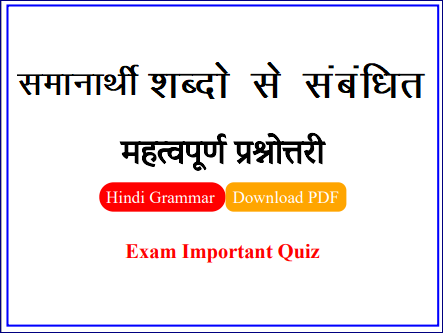 समानार्थी शब्दो से संबंधित
महत्वपूर्ण प्रश्नोत्तरी
Hindi Grammar Download PDF
Exam Important Quiz